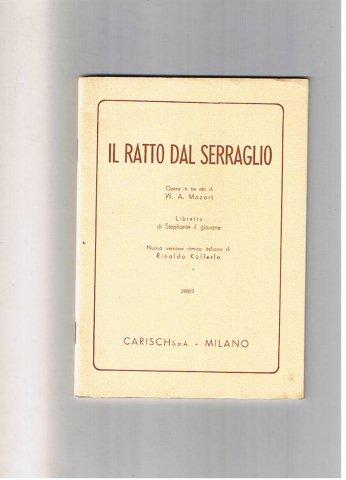 IL RATTO DAL SERRAGLIO
Opera in tre atti di
W. A. Mozart
Libretto
di Stephanie il giovane
Nuova versione ritmica italiana di
Rinaldo Küfferle
20693
CARISCH S.p.A. - MILANO